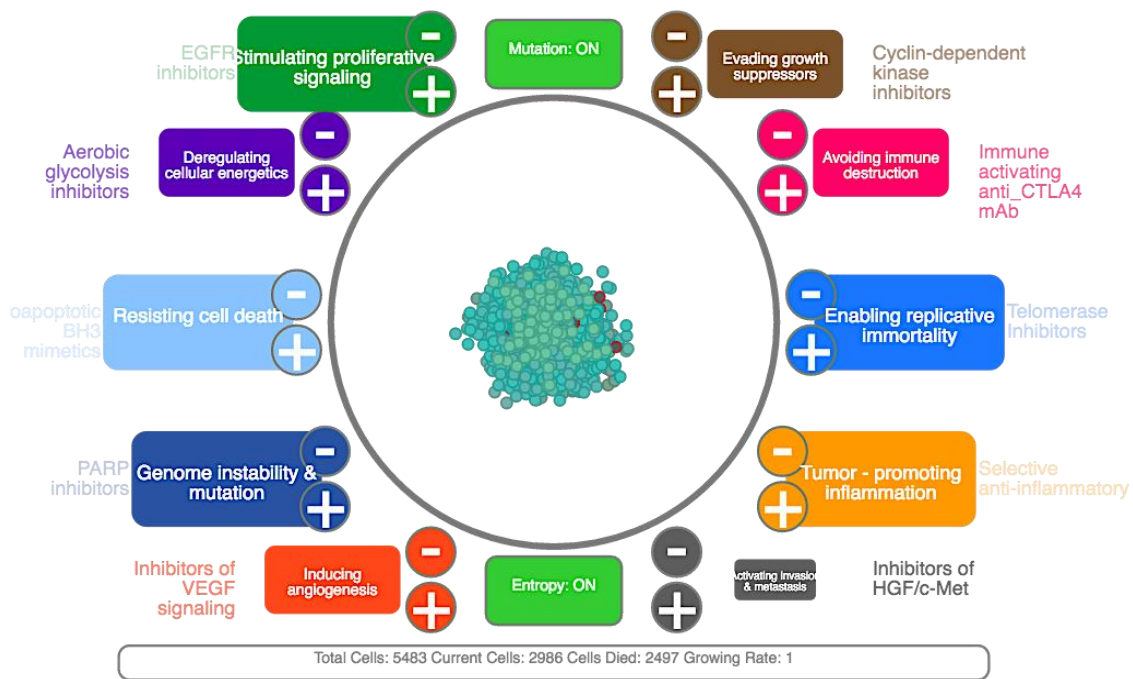 EGFR
inhibitors
Stimulating proliferative
signaling
-
+
Mutation: ON
-
+
Evading growth
suppressors
Cyclin-dependent
kinase
inhibitors
Aerobic
glycolysis
inhibitors
Deregulating
cellular energetics
-
+
-
+
Avoiding immune
destruction
Immune
activating
anti_CTLA4
mAb
oapoptotic
BH3
mimetics
Resisting cell death
-
+
-
+
Enabling replicative
immortality
Telomerase
Inhibitors
PARP
inhibitors
Genome instability &
mutation
-
+
-
+
Tumor - promoting
inflammation
Selective
anti-inflammatory
Inhibitors of
VEGF
signaling
Inducing
angiogenesis
-
+
Entropy: ON
-
+
Activating Invasion
& metastasis
Inhibitors of
HGF/c-Met
Total Cells: 5483 Current Cells: 2986 Cells Died: 2497 Growing Rate: 1